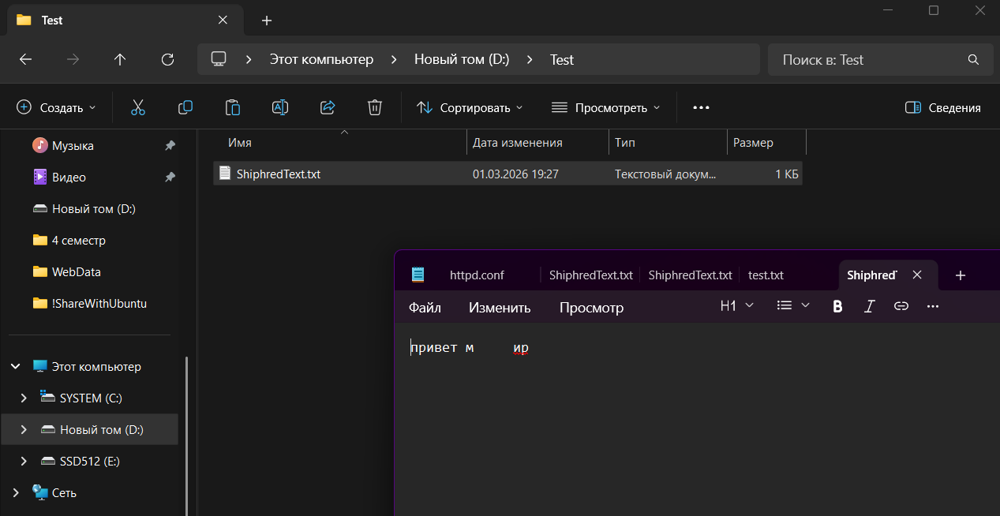 Test
Этот компьютер Новый том (D:) Test
Поиск в: Test
Создать Сортировать Просмотреть Сведения
Имя Дата изменения Тип Размер
ShiphredText.txt 01.03.2026 19:27 Текстовый докум... 1 КБ
Музыка
Видео
Новый том (D:)
4 семестр
WebData
!ShareWithUbuntu
Этот компьютер
SYSTEM (C:)
Новый том (D:)
SSD512 (E:)
Сеть
httpd.conf ShiphredText.txt ShiphredText.txt test.txt Shiphred
Файл Изменить Просмотр H1 B I
привет м ир